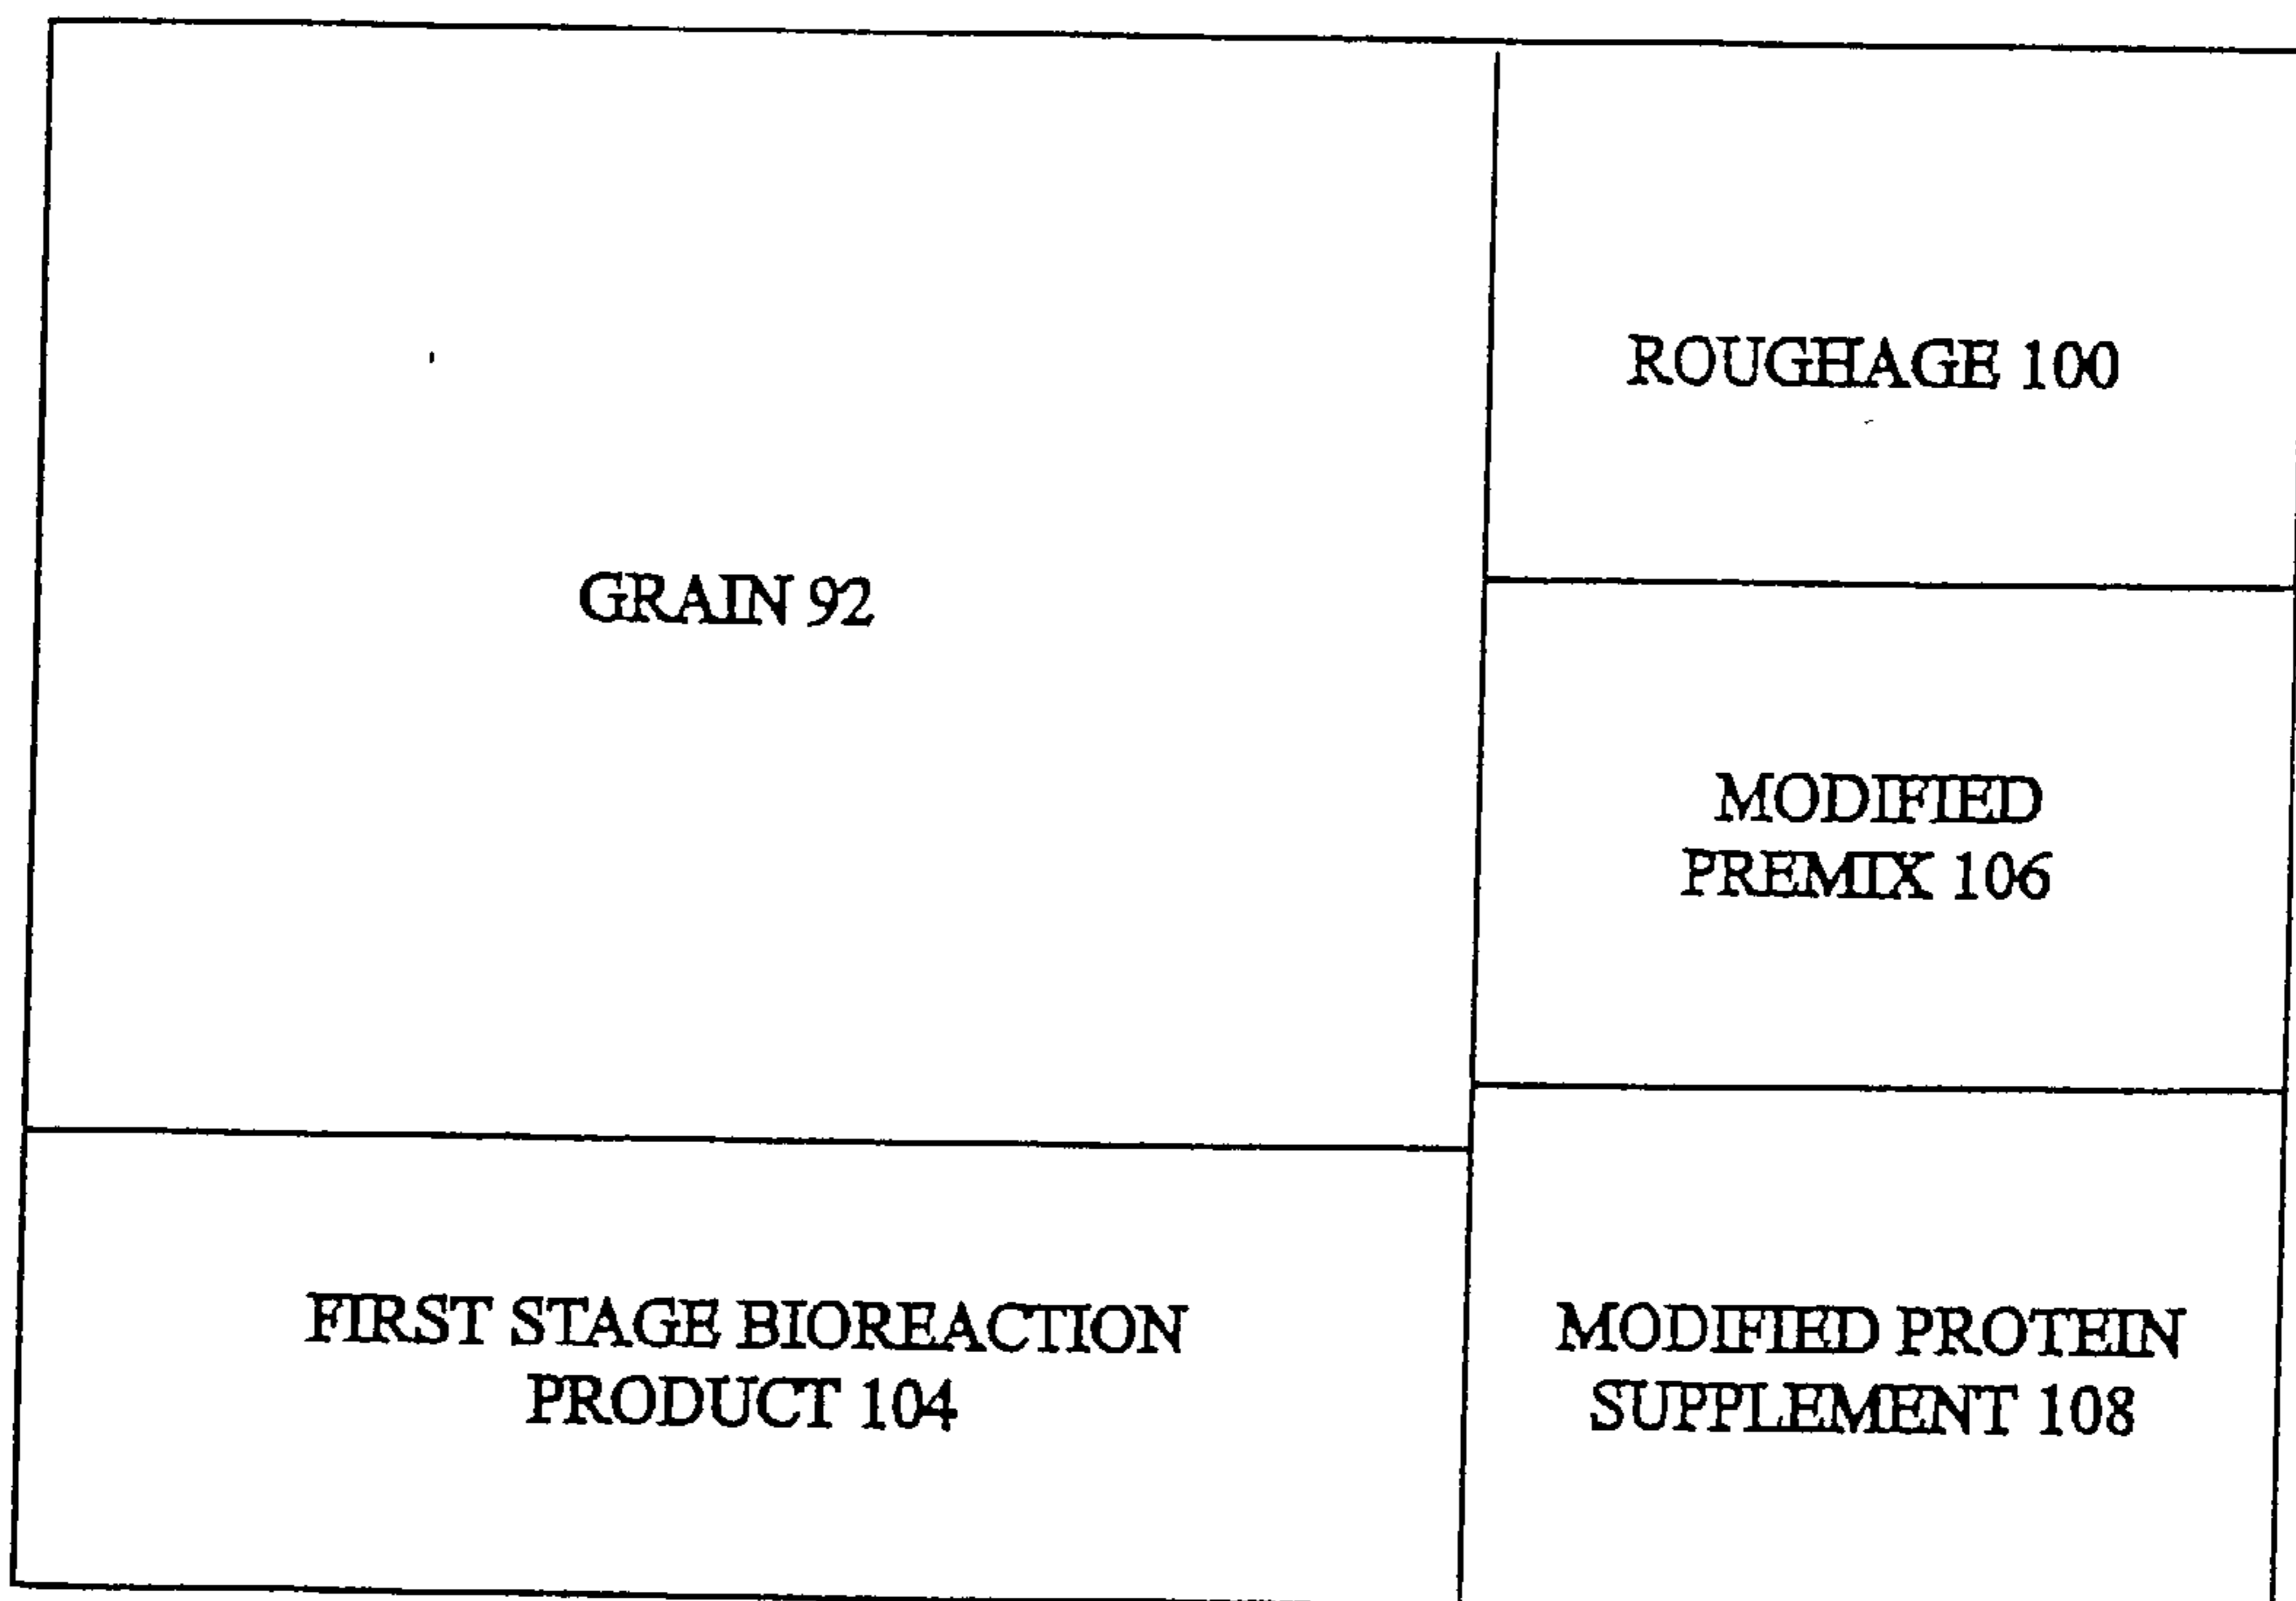 GRAIN 92
ROUGHAGE 100
MODIFIED
PREMIX 106
FIRST STAGE BIOREACTION
PRODUCT 104
MODIFIED PROTEIN
SUPPLEMENT 108